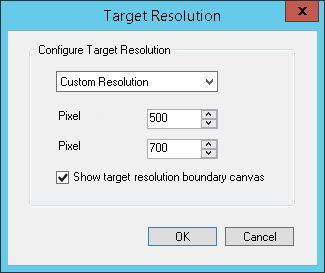 Target Resolution
Configure Target Resolution
Custom Resolution
Pixel 500
Pixel 700
Show target resolution boundary canvas
OK Cancel